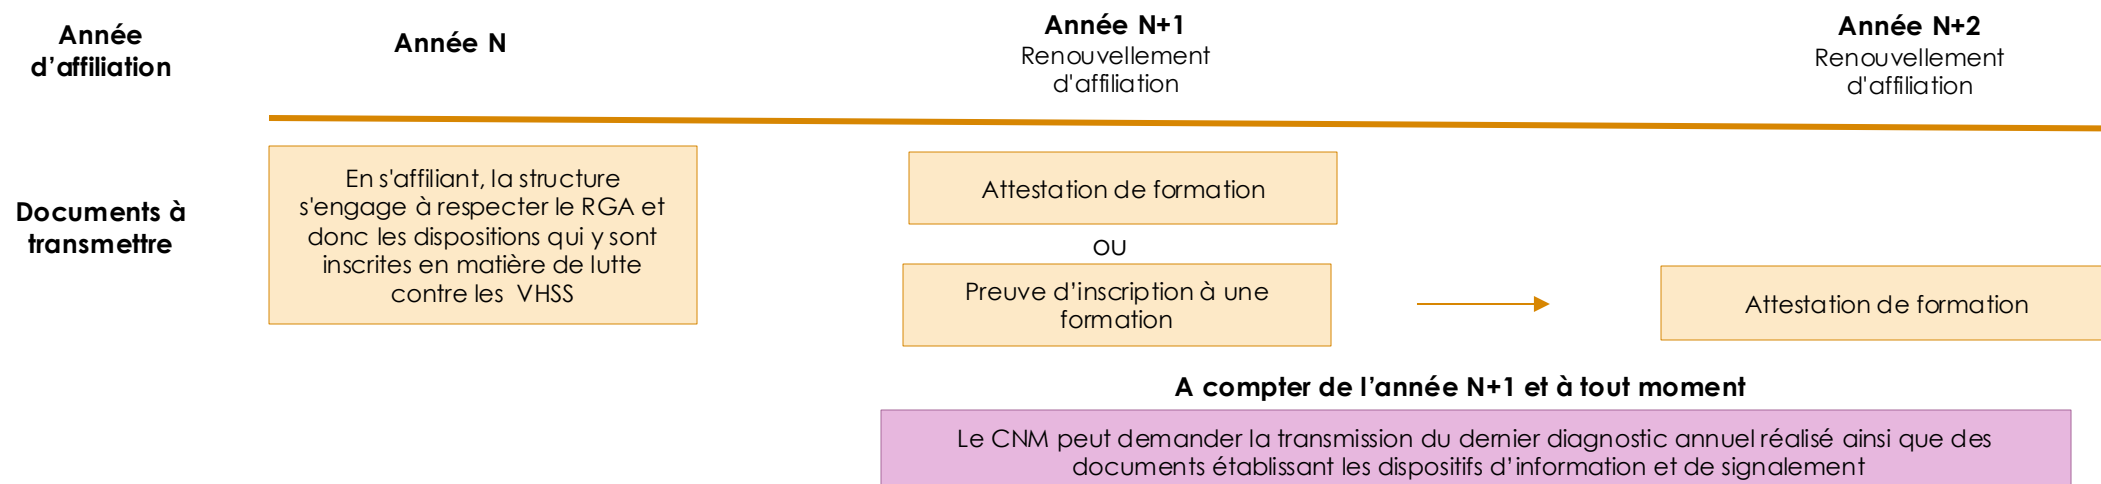 Année
d’affiliation
Année N
Année N+1
Renouvellement
d'affiliation
Année N+2
Renouvellement
d'affiliation
Documents à
transmettre
En s'affiliant, la structure
s'engage à respecter le RGA et
donc les dispositions qui y sont
inscrites en matière de lutte
contre les VHSS
Attestation de formation
OU
Preuve d’inscription à une
formation
Attestation de formation
A compter de l’année N+1 et à tout moment
Le CNM peut demander la transmission du dernier diagnostic annuel réalisé ainsi que des
documents établissant les dispositifs d’information et de signalement